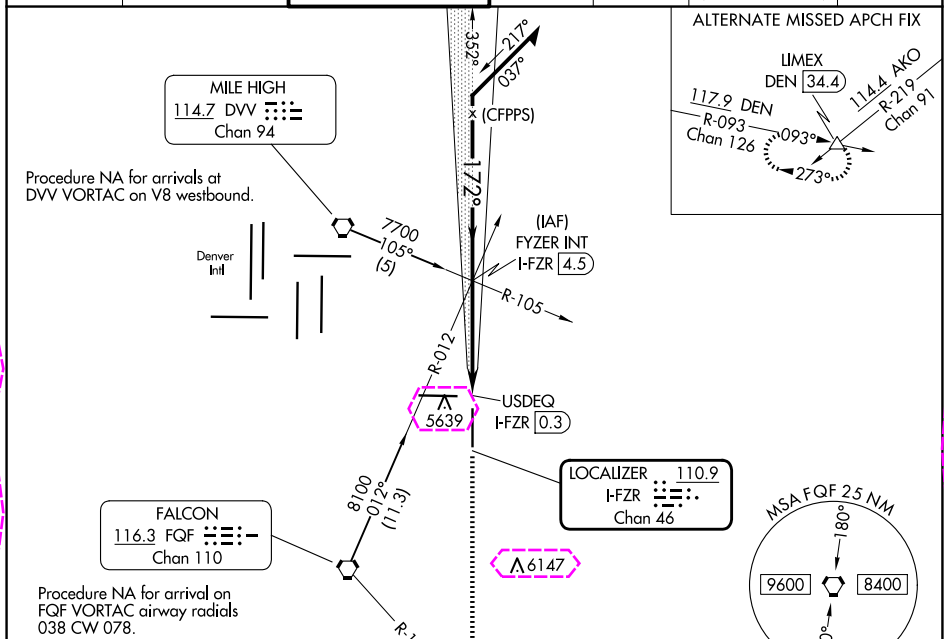 ALTERNATE MISSED APCH FIX
LIMEX
DEN 34.4
114.4 AKO
R-219
Chan 91
117.9 DEN
R-093
Chan 126
093°
273°
352°
217°
037°
(CFPPS)
172°
MILE HIGH
114.7 DVV
Chan 94
Procedure NA for arrivals at
DVV VORTAC on V8 westbound.
Denver
Intl
7700
105°
(5)
(IAF)
FYZER INT
I-FZR 4.5
R-105
R-012
USDEQ
I-FZR 0.3
5639
8100
012°
(11.3)
LOCALIZER 110.9
I-FZR
Chan 46
FALCON
116.3 FQF
Chan 110
6147
Procedure NA for arrival on
FQF VORTAC airway radials
038 CW 078.
MSA FQF 25 NM
180°
9600
8400